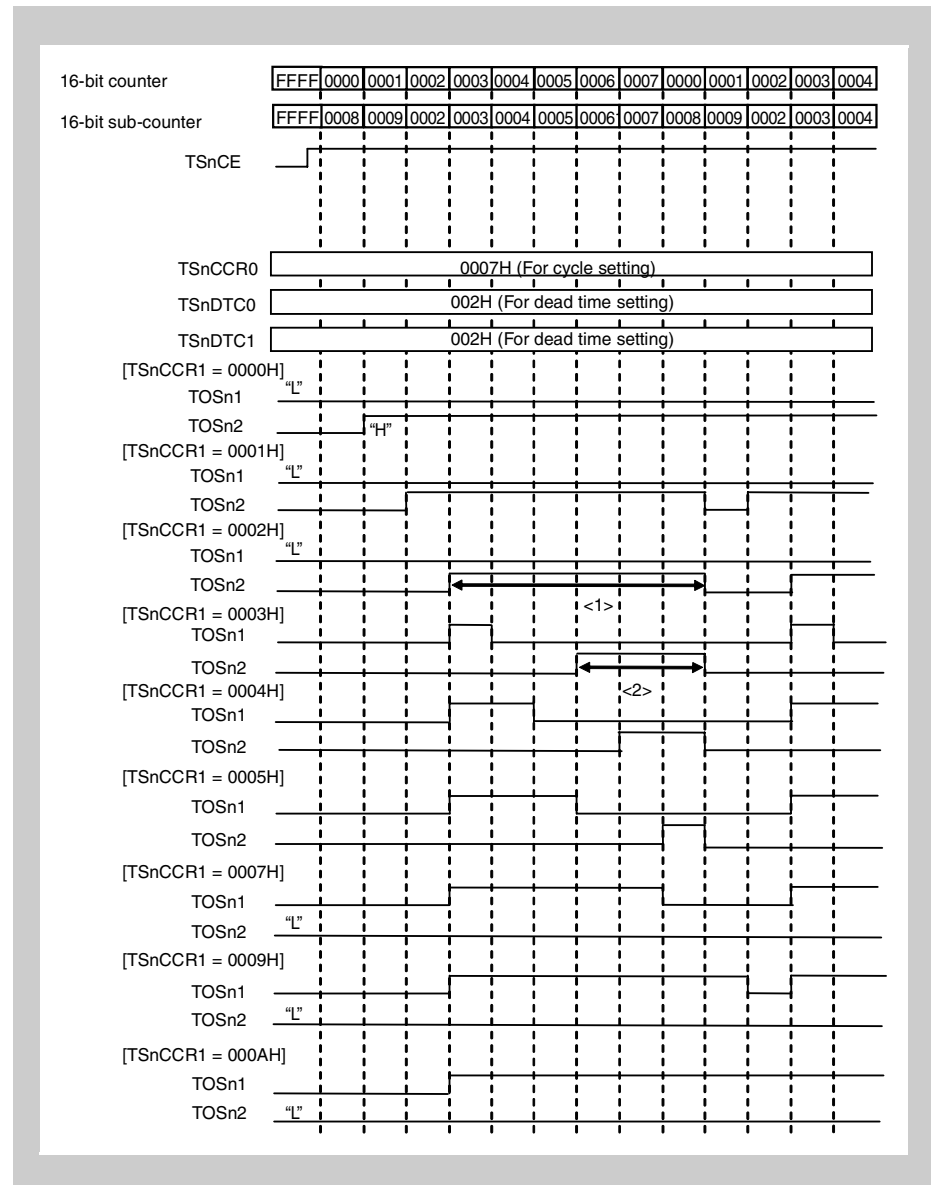 16-bit counter FFFF 0000 0001 0002 0003 0004 0005 0006 0007 0000 0001 0002 0003 0004
16-bit sub-counter FFFF 0008 0009 0002 0003 0004 0005 0006 0007 0008 0009 0002 0003 0004
TSnCE
TSnCCR0 0007H (For cycle setting)
TSnDTC0 002H (For dead time setting)
TSnDTC1 002H (For dead time setting)
[TSnCCR1 = 0000H]
TOSn1 “L”
TOSn2 “H”
[TSnCCR1 = 0001H]
TOSn1 “L”
TOSn2
[TSnCCR1 = 0002H]
TOSn1 “L”
TOSn2
<1>
[TSnCCR1 = 0003H]
TOSn1
TOSn2
<2>
[TSnCCR1 = 0004H]
TOSn1
TOSn2
[TSnCCR1 = 0005H]
TOSn1
TOSn2
[TSnCCR1 = 0007H]
TOSn1
TOSn2 “L”
[TSnCCR1 = 0009H]
TOSn1
TOSn2 “L”
[TSnCCR1 = 000AH]
TOSn1
TOSn2 “L”